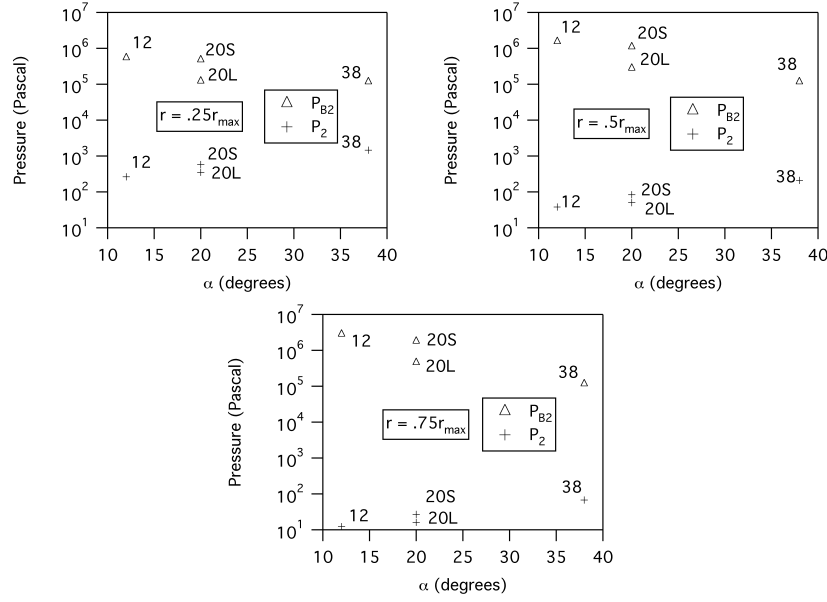 10^7
10^6
10^5
10^4
10^3
10^2
10^1
Pressure (Pascal)
12
20S
20L
38
r = .25r_max
△ P_B2
+ P_2
12
20S
20L
38
10 15 20 25 30 35 40
α (degrees)
10^7
10^6
10^5
10^4
10^3
10^2
10^1
Pressure (Pascal)
12
20S
20L
38
r = .5r_max
△ P_B2
+ P_2
12
20S
20L
38
10 15 20 25 30 35 40
α (degrees)
10^7
10^6
10^5
10^4
10^3
10^2
10^1
Pressure (Pascal)
12
20S
20L
38
r = .75r_max
△ P_B2
+ P_2
12
20S
20L
38
10 15 20 25 30 35 40
α (degrees)